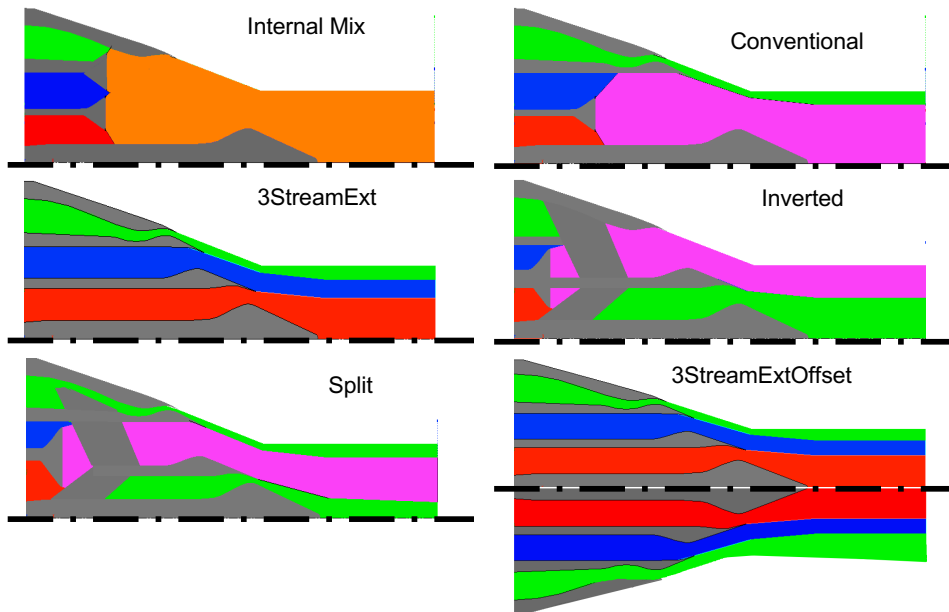 Internal Mix
Conventional
3StreamExt
Inverted
Split
3StreamExtOffset